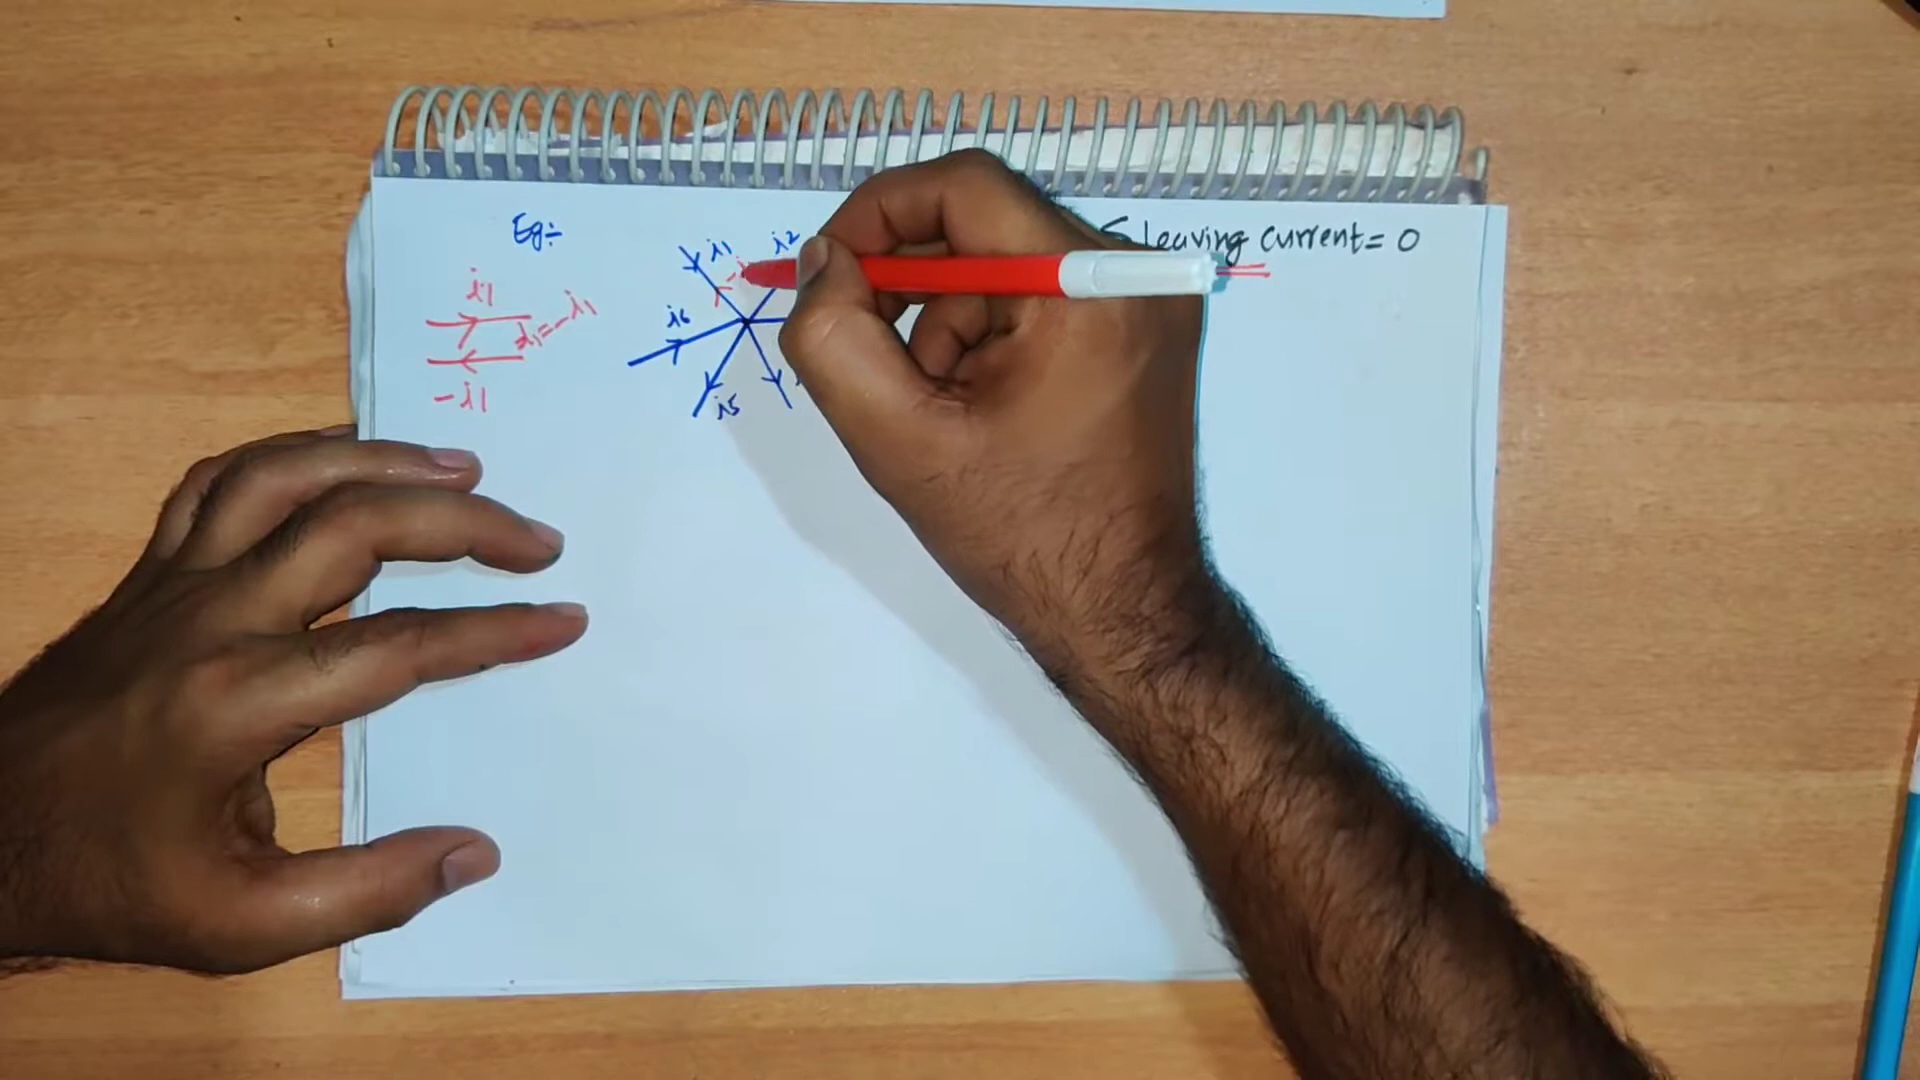 Eg:-
Σ leaving current = 0
i1
i2
i1
i1 = -i1
i6
-i1
i5